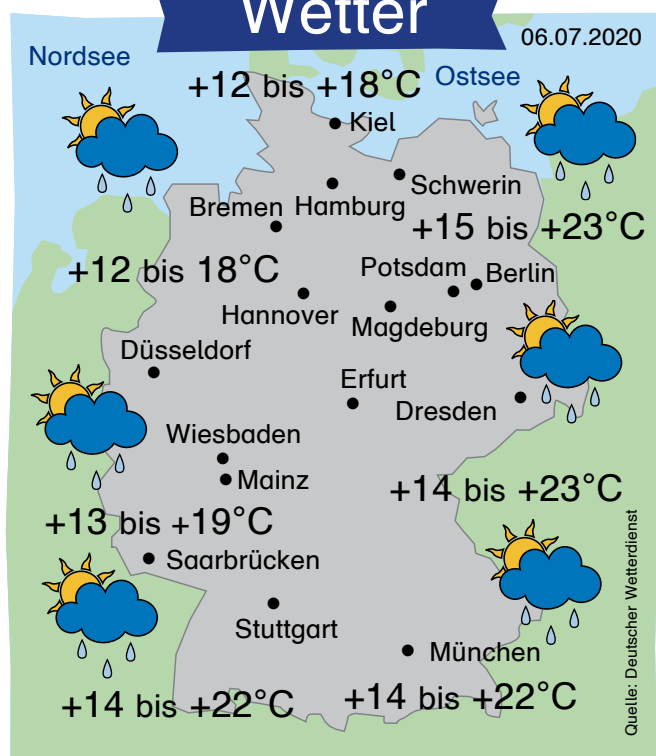 Wetter
06.07.2020
Nordsee
Ostsee
+12 bis +18°C
Kiel
Schwerin
Bremen
Hamburg
+15 bis +23°C
+12 bis 18°C
Potsdam
Berlin
Hannover
Magdeburg
Düsseldorf
Erfurt
Dresden
Wiesbaden
Mainz
+14 bis +23°C
+13 bis +19°C
Saarbrücken
Stuttgart
München
+14 bis +22°C
+14 bis +22°C
Quelle: Deutscher Wetterdienst